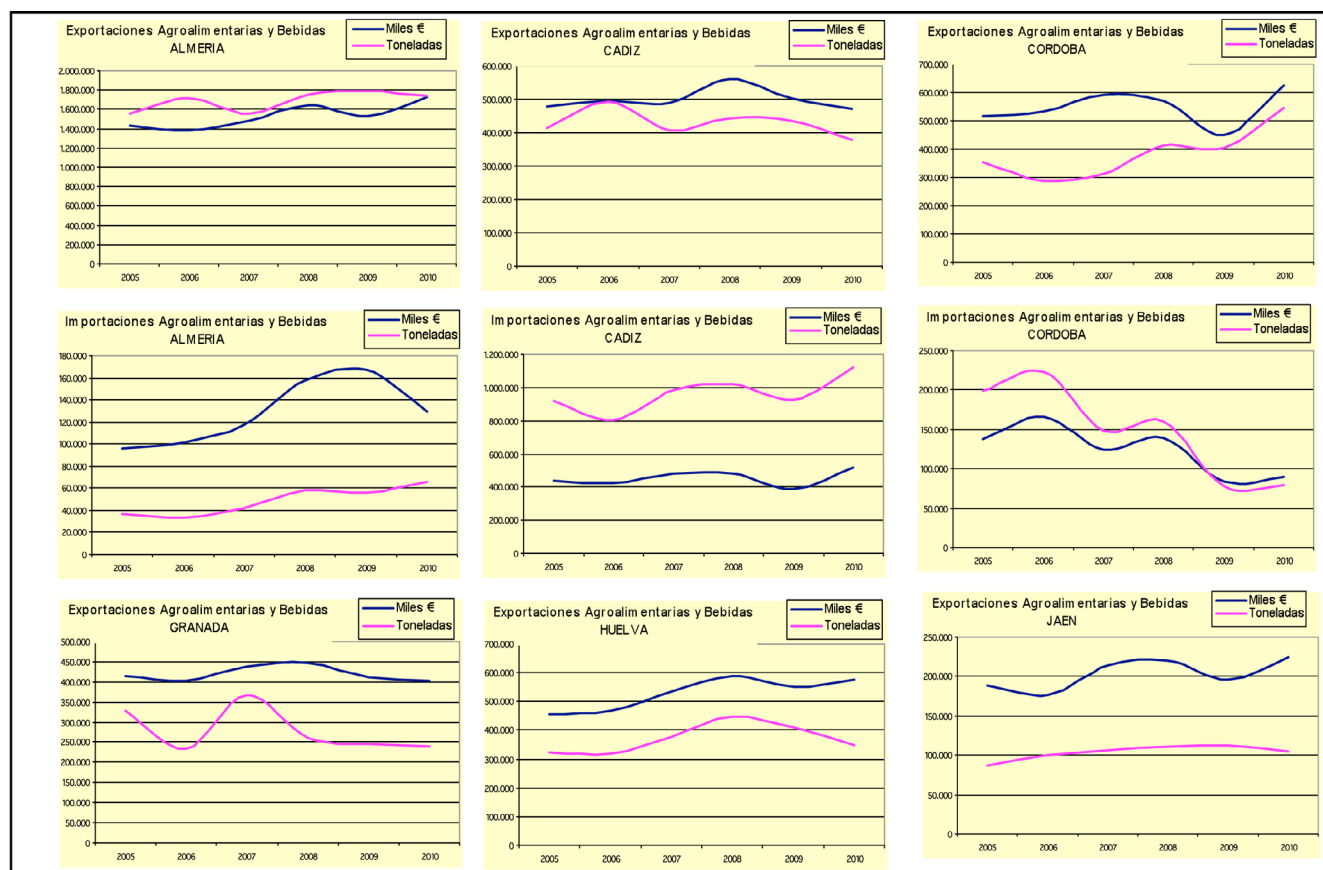 Exportaciones Agroalimentarias y Bebidas
ALMERIA
Miles €
Toneladas
2.000.000
1.800.000
1.600.000
1.400.000
1.200.000
1.000.000
800.000
600.000
400.000
200.000
0
2005 2006 2007 2008 2009 2010
Exportaciones Agroalimentarias y Bebidas
CADIZ
Miles €
Toneladas
600.000
500.000
400.000
300.000
200.000
100.000
0
2005 2006 2007 2008 2009 2010
Exportaciones Agroalimentarias y Bebidas
CORDOBA
Miles €
Toneladas
700.000
600.000
500.000
400.000
300.000
200.000
100.000
0
2005 2006 2007 2008 2009 2010
Importaciones Agroalimentarias y Bebidas
ALMERIA
Miles €
Toneladas
180.000
160.000
140.000
120.000
100.000
80.000
60.000
40.000
20.000
0
2005 2006 2007 2008 2009 2010
Importaciones Agroalimentarias y Bebidas
CADIZ
Miles €
Toneladas
1.200.000
1.000.000
800.000
600.000
400.000
200.000
0
2005 2006 2007 2008 2009 2010
Importaciones Agroalimentarias y Bebidas
CORDOBA
Miles €
Toneladas
250.000
200.000
150.000
100.000
50.000
0
2005 2006 2007 2008 2009 2010
Exportaciones Agroalimentarias y Bebidas
GRANADA
Miles €
Toneladas
500.000
450.000
400.000
350.000
300.000
250.000
200.000
150.000
100.000
50.000
0
2005 2006 2007 2008 2009 2010
Exportaciones Agroalimentarias y Bebidas
HUELVA
Miles €
Toneladas
700.000
600.000
500.000
400.000
300.000
200.000
100.000
0
2005 2006 2007 2008 2009 2010
Exportaciones Agroalimentarias y Bebidas
JAEN
Miles €
Toneladas
250.000
200.000
150.000
100.000
50.000
0
2005 2006 2007 2008 2009 2010